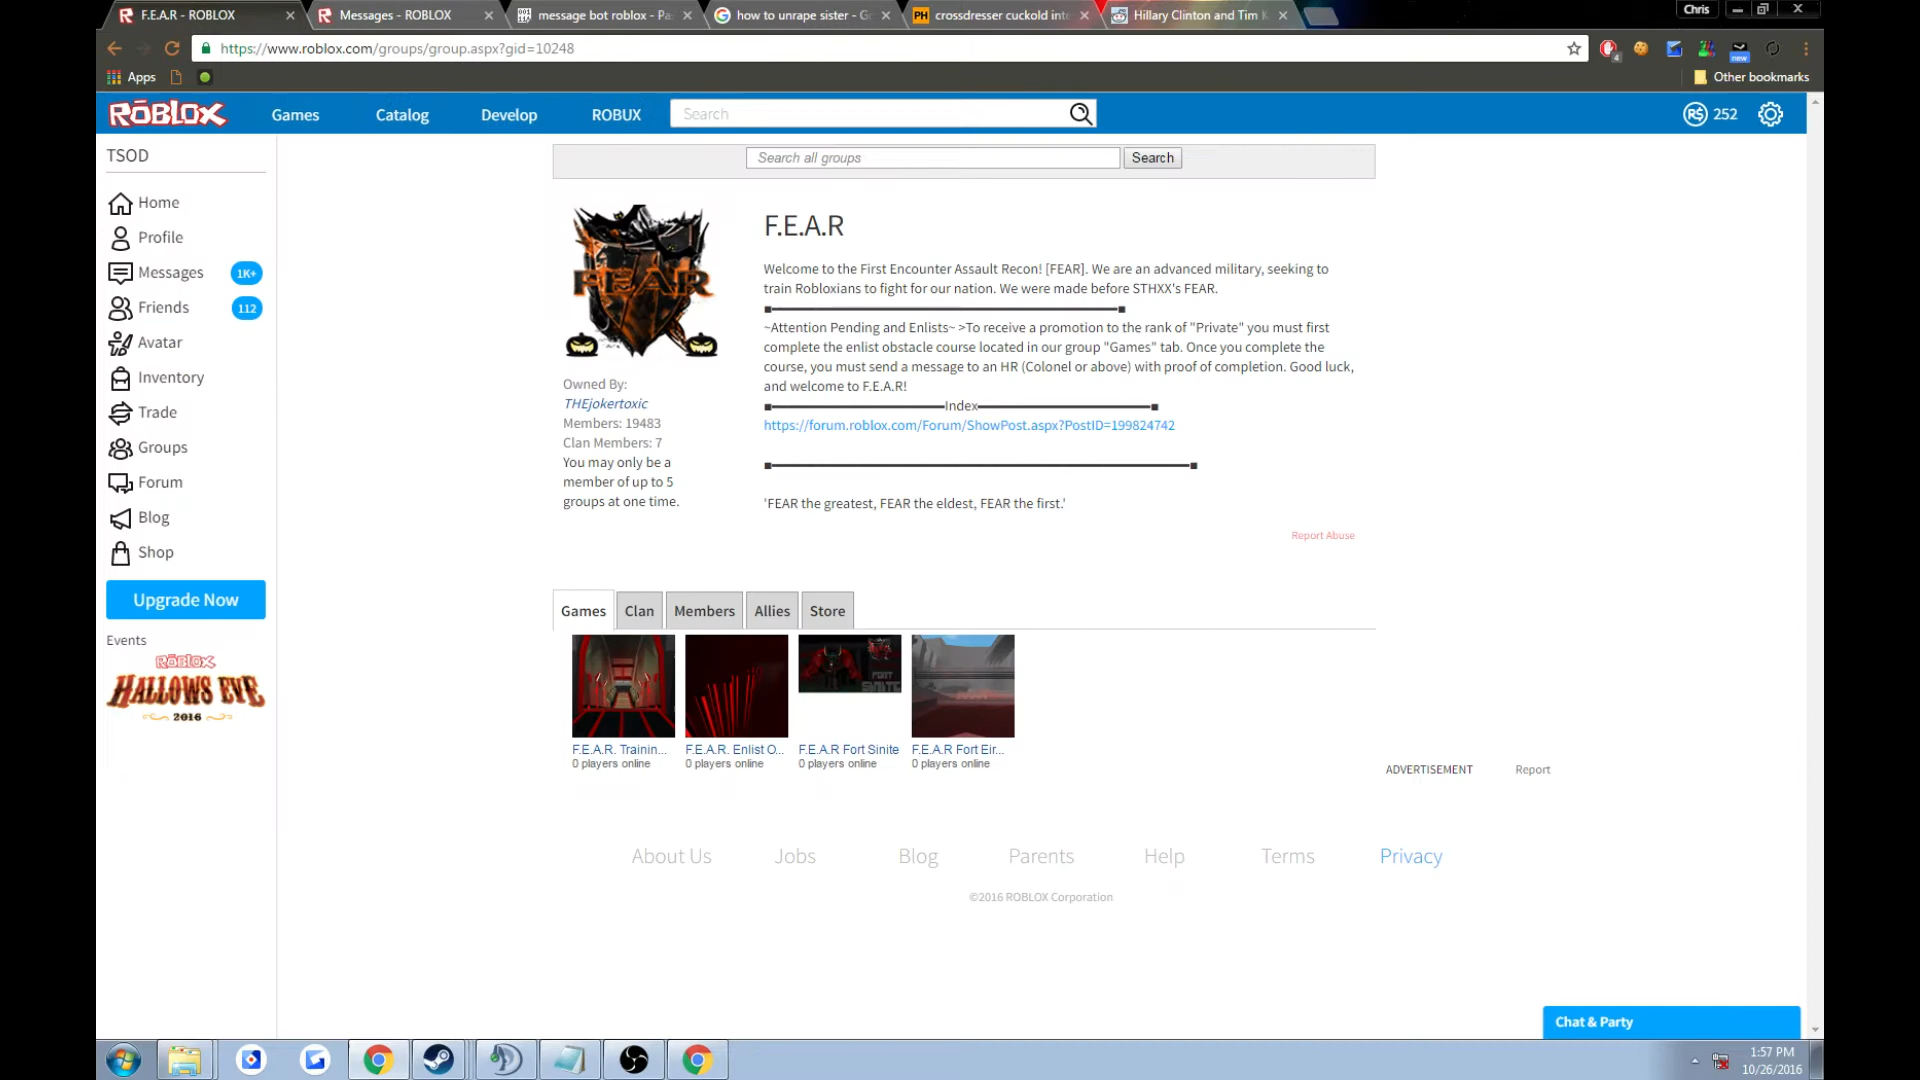 F.E.A.R - ROBLOX
Messages - ROBLOX
message bot roblox - Pa
how to unrape sister - G
PH crossdresser cuckold int
Hillary Clinton and Tim K
Chris
https://www.roblox.com/groups/group.aspx?gid=10248
4
new
Apps
Other bookmarks
ROBLOX
Games
Catalog
Develop
ROBUX
Search
R$ 252
TSOD
Home
Profile
Messages 1K+
Friends 112
Avatar
Inventory
Trade
Groups
Forum
Blog
Shop
Upgrade Now
Events
ROBLOX
HALLOWS EVE
2016
Search all groups
Search
FEAR
Owned By:
THEjokertoxic
Members: 19483
Clan Members: 7
You may only be a
member of up to 5
groups at one time.
F.E.A.R
Welcome to the First Encounter Assault Recon! [FEAR]. We are an advanced military, seeking to
train Robloxians to fight for our nation. We were made before STHXX's FEAR.
~Attention Pending and Enlists~ >To receive a promotion to the rank of "Private" you must first
complete the enlist obstacle course located in our group "Games" tab. Once you complete the
course, you must send a message to an HR (Colonel or above) with proof of completion. Good luck,
and welcome to F.E.A.R!
■━━━━━━━━━━━━━━━Index━━━━━━━━━━━━━━━■
https://forum.roblox.com/Forum/ShowPost.aspx?PostID=199824742
'FEAR the greatest, FEAR the eldest, FEAR the first.'
Report Abuse
Games
Clan
Members
Allies
Store
FORT
SINITE
F.E.A.R. Trainin...
0 players online
F.E.A.R. Enlist O...
0 players online
F.E.A.R Fort Sinite
0 players online
F.E.A.R Fort Eir...
0 players online
ADVERTISEMENT
Report
About Us
Jobs
Blog
Parents
Help
Terms
Privacy
©2016 ROBLOX Corporation
Chat & Party
1:57 PM
10/26/2016